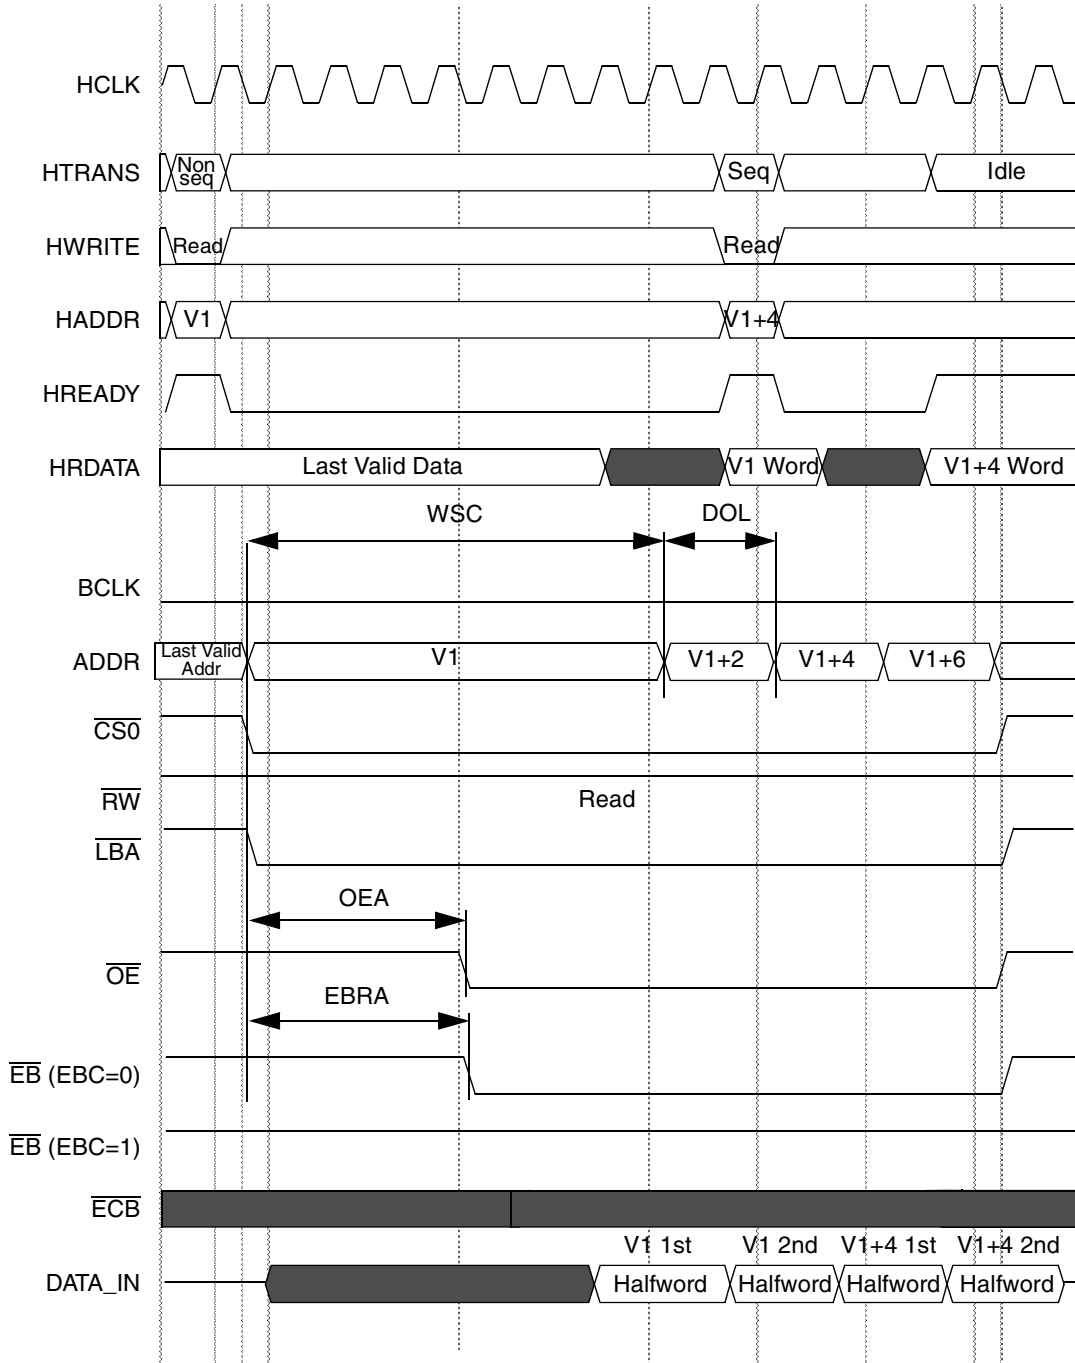 HCLK
HTRANS
Non
seq
Seq
Idle
HWRITE
Read
Read
HADDR
V1
V1+4
HREADY
HRDATA
Last Valid Data
V1 Word
V1+4 Word
WSC
DOL
BCLK
ADDR
Last Valid
Addr
V1
V1+2
V1+4
V1+6
CS0
RW
Read
LBA
OEA
OE
EBRA
EB (EBC=0)
EB (EBC=1)
ECB
V1 1st
V1 2nd
V1+4 1st
V1+4 2nd
DATA_IN
Halfword
Halfword
Halfword
Halfword